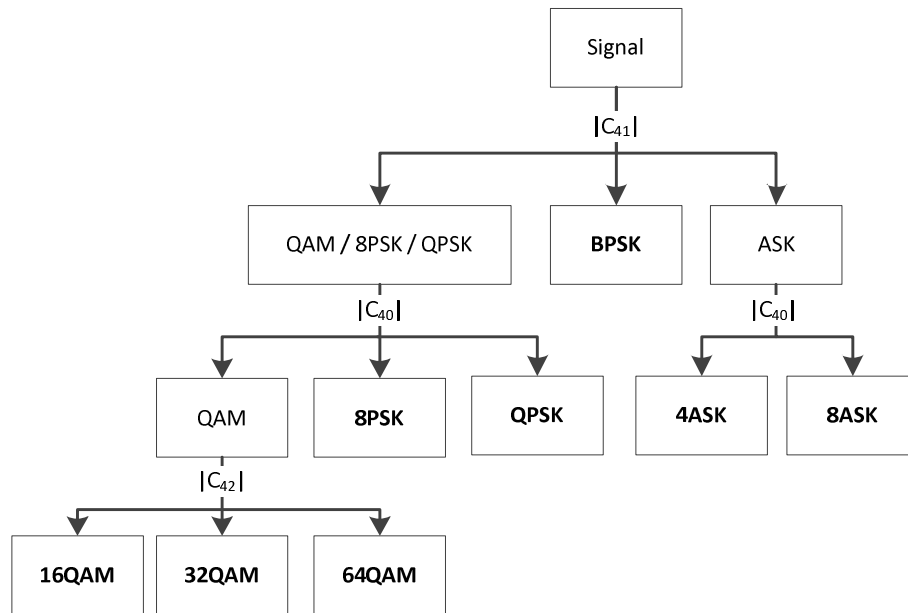 Signal
|C₄₁|
QAM / 8PSK / QPSK
BPSK
ASK
|C₄₀|
|C₄₀|
QAM
8PSK
QPSK
4ASK
8ASK
|C₄₂|
16QAM
32QAM
64QAM